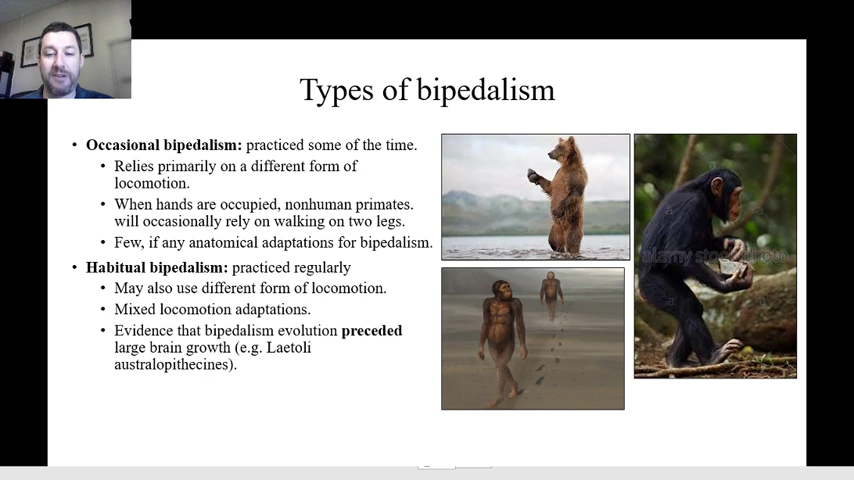 Types of bipedalism
• Occasional bipedalism: practiced some of the time.
• Relies primarily on a different form of
locomotion.
• When hands are occupied, nonhuman primates.
will occasionally rely on walking on two legs.
• Few, if any anatomical adaptations for bipedalism.
• Habitual bipedalism: practiced regularly
• May also use different form of locomotion.
• Mixed locomotion adaptations.
• Evidence that bipedalism evolution preceded
large brain growth (e.g. Laetoli
australopithecines).
alamy stock photo